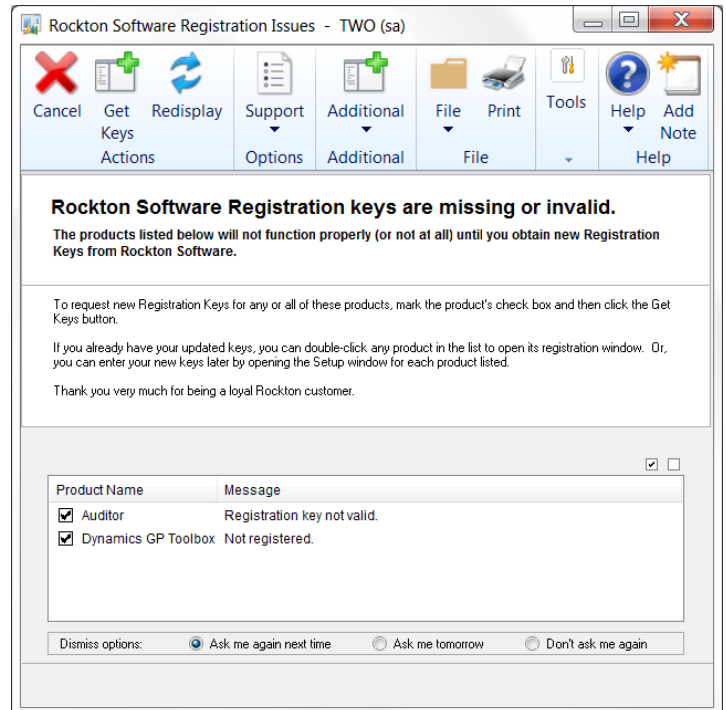 Rockton Software Registration Issues - TWO (sa)
Cancel Get Keys Redisplay Support Additional File Print Tools Help Add Note
Actions Options Additional File Help
Rockton Software Registration keys are missing or invalid.
The products listed below will not function properly (or not at all) until you obtain new Registration
Keys from Rockton Software.
To request new Registration Keys for any or all of these products, mark the product's check box and then click the Get
Keys button.
If you already have your updated keys, you can double-click any product in the list to open its registration window. Or,
you can enter your new keys later by opening the Setup window for each product listed.
Thank you very much for being a loyal Rockton customer.
Product Name Message
Auditor Registration key not valid.
Dynamics GP Toolbox Not registered.
Dismiss options: Ask me again next time Ask me tomorrow Don't ask me again